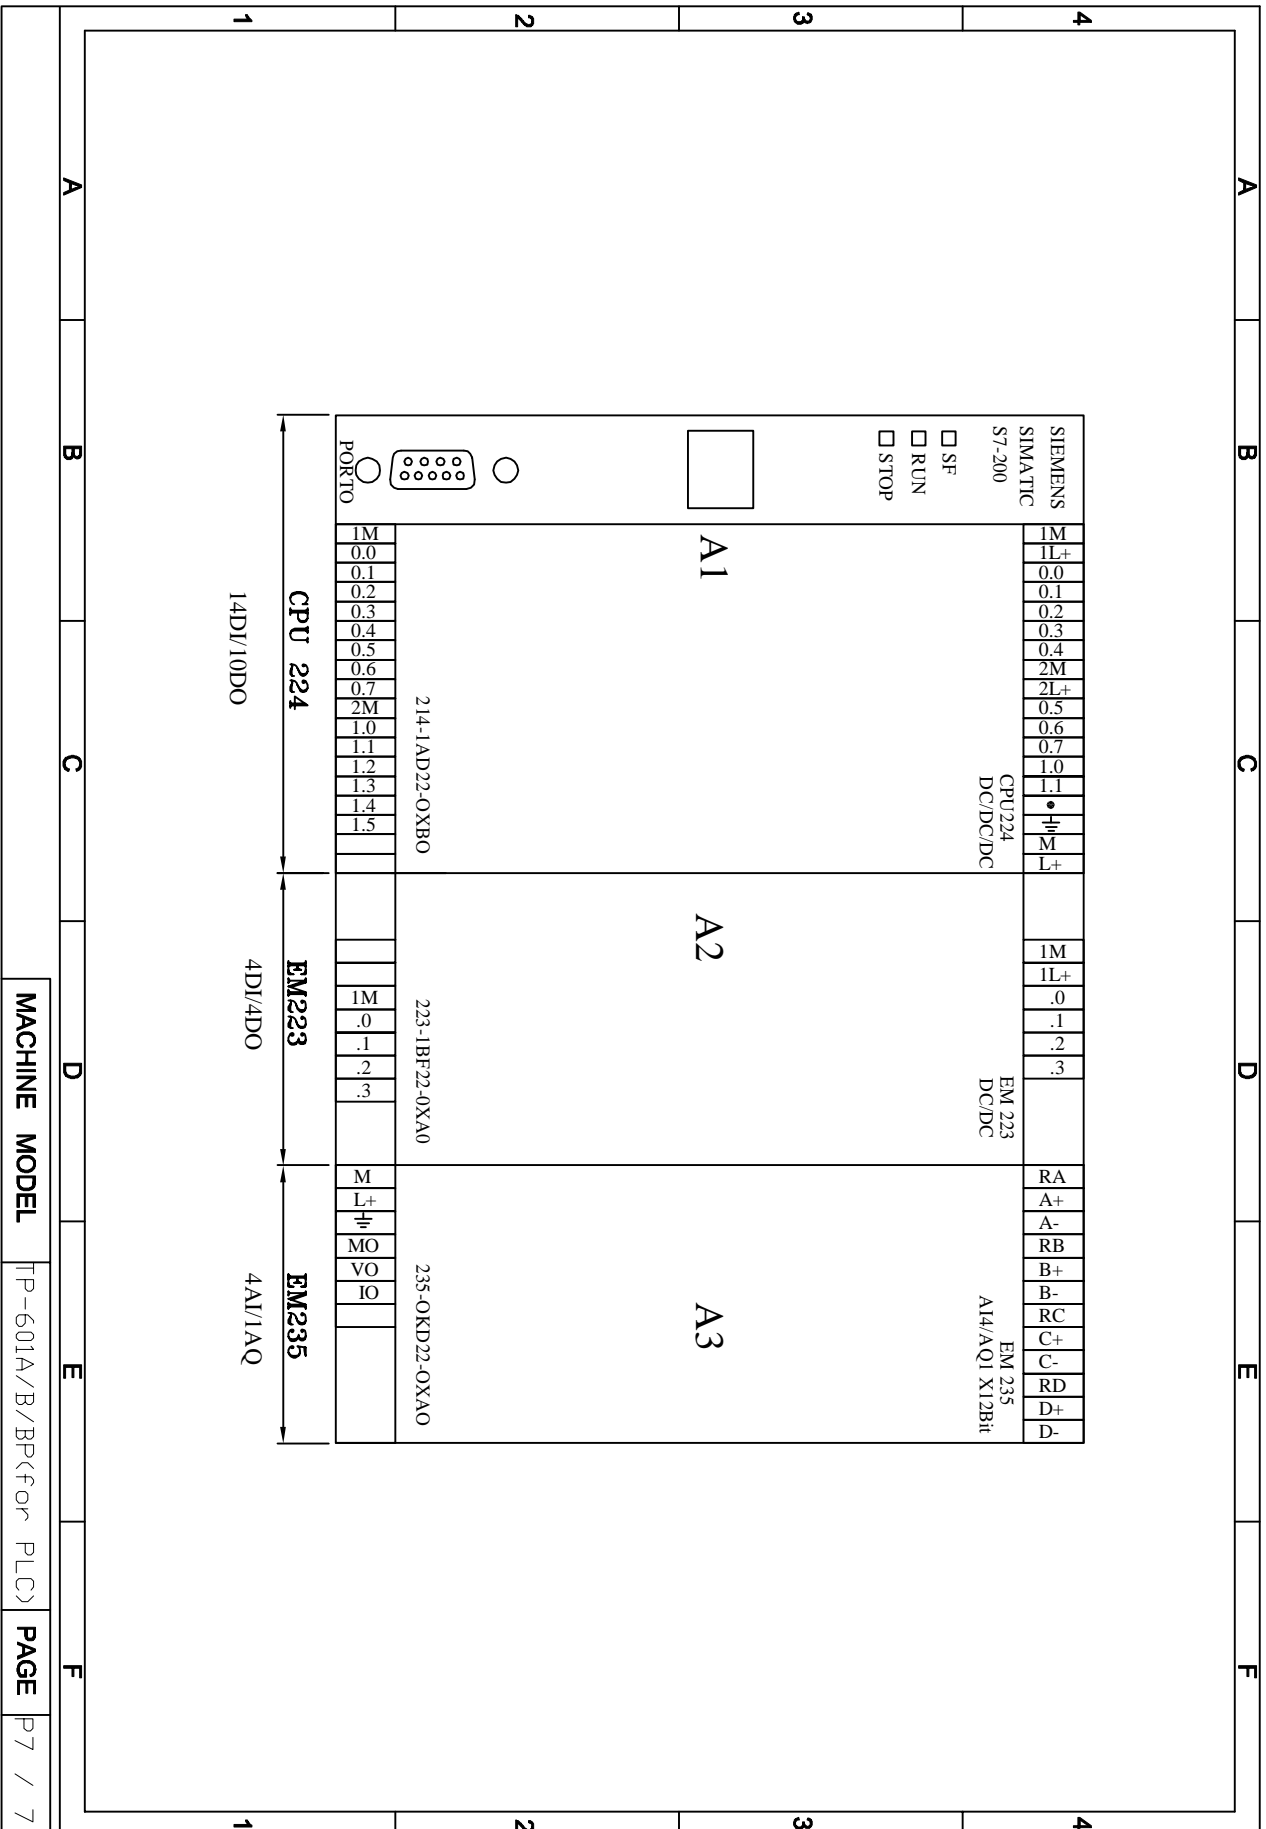 A
B
C
D
E
F
4
3
2
1
SIEMENS
SIMATIC
S7-200
SF
RUN
STOP
PORTO
1M
1L+
0.0
0.1
0.2
0.3
0.4
2M
2L+
0.5
0.6
0.7
1.0
1.1
M
L+
CPU224
DC/DC/DC
A1
214-1AD22-OXBO
1M
0.0
0.1
0.2
0.3
0.4
0.5
0.6
0.7
2M
1.0
1.1
1.2
1.3
1.4
1.5
CPU 224
14DI/10DO
1M
1L+
.0
.1
.2
.3
EM 223
DC/DC
A2
223-1BF22-0XA0
1M
.0
.1
.2
.3
EM223
4DI/4DO
RA
A+
A-
RB
B+
B-
RC
C+
C-
RD
D+
D-
EM 235
AI4/AQ1 X12Bit
A3
235-OKD22-OXAO
M
L+
MO
VO
IO
EM235
4AI/1AQ
4
3
2
1
A
B
C
D
E
F
MACHINE MODEL TP-601A/B/BP(for PLC) PAGE P7 / 7